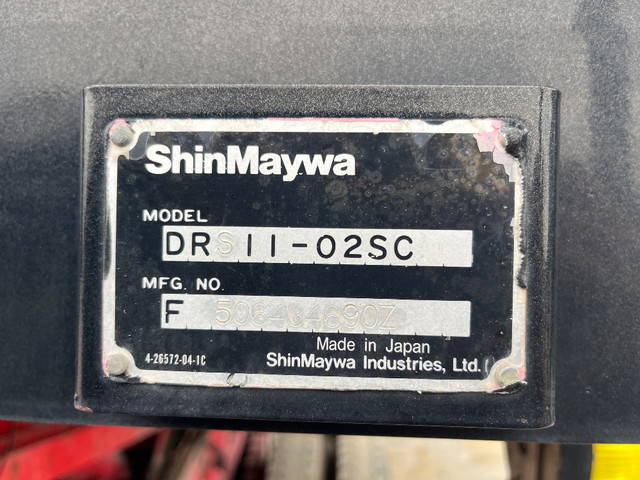 ShinMaywa
MODEL
DRS11-02SC
MFG. NO.
F
Made in Japan
4-26572-04-1C
ShinMaywa Industries, Ltd.